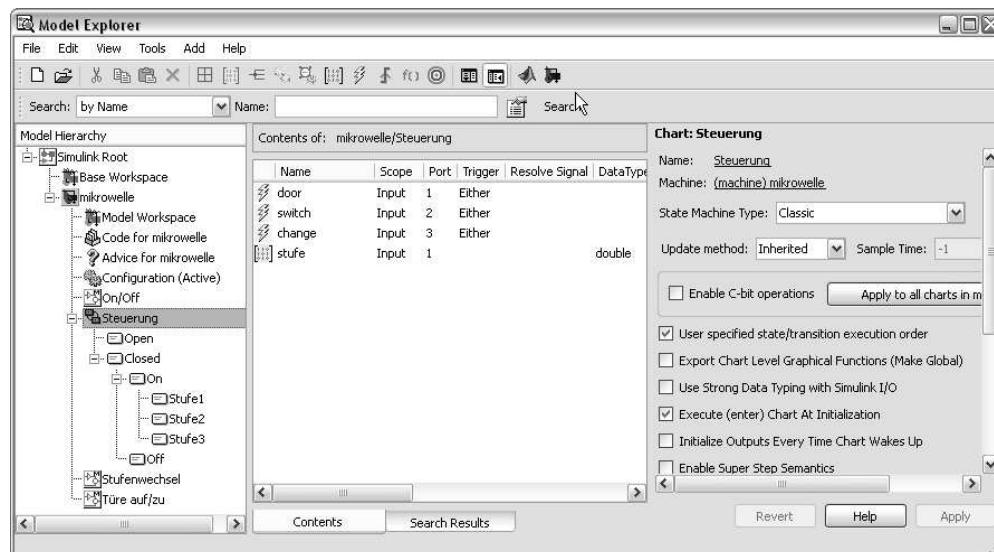 Model Explorer
File Edit View Tools Add Help
Search: by Name Name: Search
Model Hierarchy
Simulink Root
Base Workspace
mikrowelle
Model Workspace
Code for mikrowelle
Advice for mikrowelle
Configuration (Active)
On/Off
Steuerung
Open
Closed
On
Stufe1
Stufe2
Stufe3
Off
Stufenwechsel
Türe auf/zu
Contents of: mikrowelle/Steuerung
Name Scope Port Trigger Resolve Signal DataType
door Input 1 Either
switch Input 2 Either
change Input 3 Either
stufe Input 1 double
Contents Search Results
Chart: Steuerung
Name: Steuerung
Machine: (machine) mikrowelle
State Machine Type: Classic
Update method: Inherited Sample Time: -1
Enable C-bit operations Apply to all charts in m
User specified state/transition execution order
Export Chart Level Graphical Functions (Make Global)
Use Strong Data Typing with Simulink I/O
Execute (enter) Chart At Initialization
Initialize Outputs Every Time Chart Wakes Up
Enable Super Step Semantics
Revert Help Apply